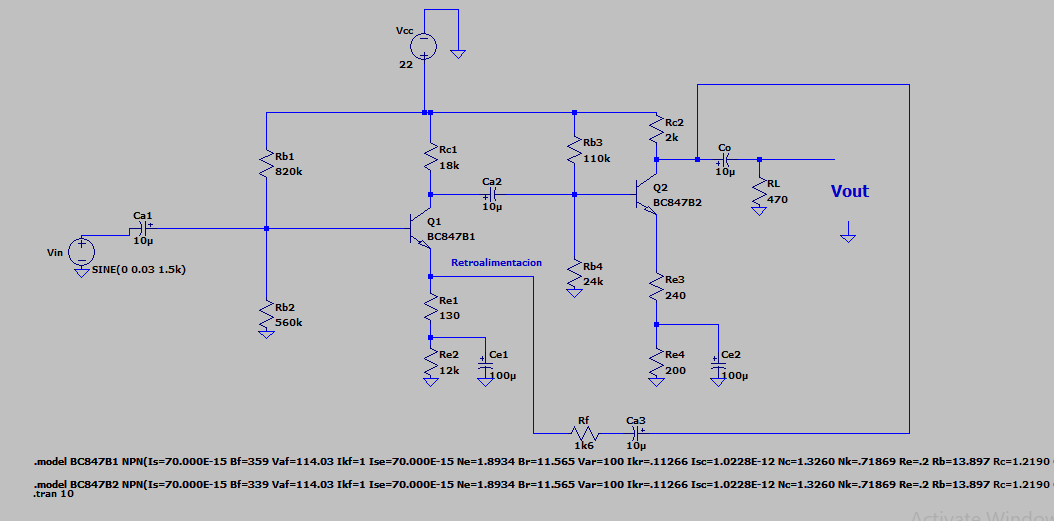 Vcc
22
Rb1
820k
Rc1
18k
Rb3
110k
Rc2
2k
Co
10µ
RL
470
Vout
Ca2
10µ
Q1
BC847B1
Q2
BC847B2
Ca1
10µ
Vin
SINE(0 0.03 1.5k)
Retroalimentacion
Rb4
24k
Re3
240
Rb2
560k
Re1
130
Re2
12k
Ce1
100µ
Re4
200
Ce2
100µ
Rf
1k6
Ca3
10µ
.model BC847B1 NPN(Is=70.000E-15 Bf=359 Vaf=114.03 Ikf=1 Ise=70.000E-15 Ne=1.8934 Br=11.565 Var=100 Ikr=.11266 Isc=1.0228E-12 Nc=1.3260 Nk=.71869 Re=.2 Rb=13.897 Rc=1.2190
.model BC847B2 NPN(Is=70.000E-15 Bf=339 Vaf=114.03 Ikf=1 Ise=70.000E-15 Ne=1.8934 Br=11.565 Var=100 Ikr=.11266 Isc=1.0228E-12 Nc=1.3260 Nk=.71869 Re=.2 Rb=13.897 Rc=1.2190
.tran 10
Activate Window